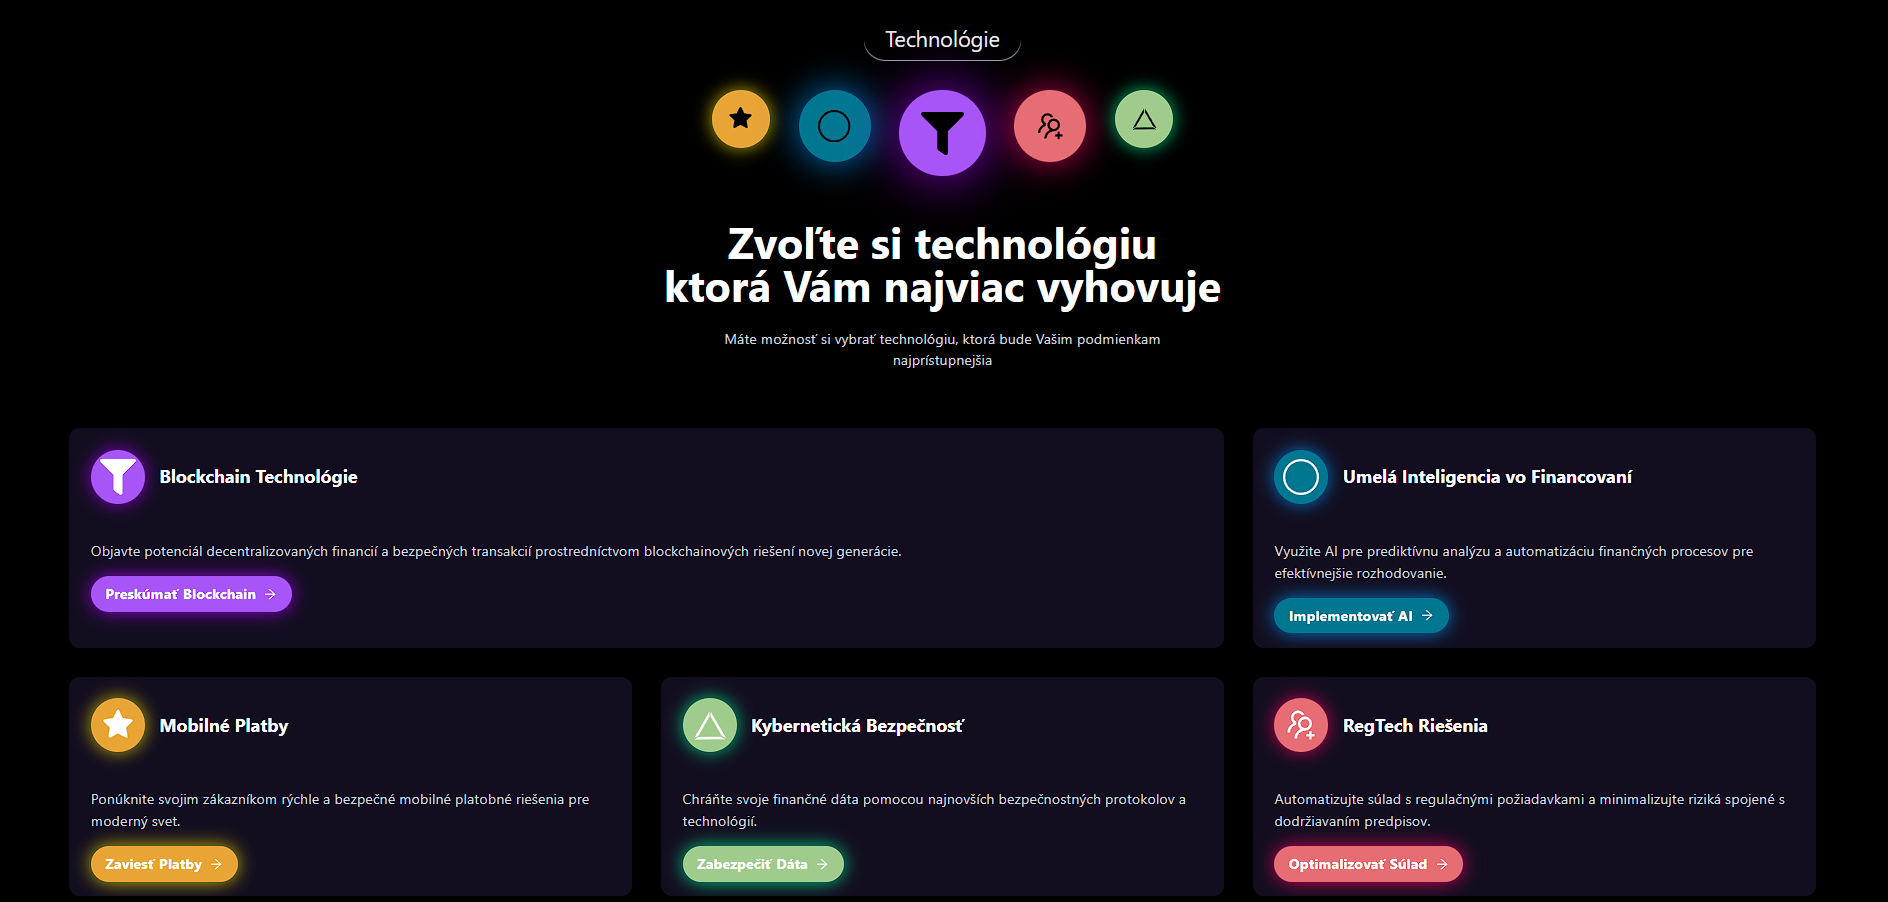 Technológie
Zvoľte si technológiu
ktorá Vám najviac vyhovuje
Máte možnosť si vybrať technológiu, ktorá bude Vašim podmienkam
najprístupnejšia
Blockchain Technológie
Objavte potenciál decentralizovaných financií a bezpečných transakcií prostredníctvom blockchainových riešení novej generácie.
Preskúmať Blockchain
Umelá Inteligencia vo Financovaní
Využite AI pre prediktívnu analýzu a automatizáciu finančných procesov pre
efektívnejšie rozhodovanie.
Implementovať AI
Mobilné Platby
Ponúknite svojim zákazníkom rýchle a bezpečné mobilné platobné riešenia pre
moderný svet.
Zaviesť Platby
Kybernetická Bezpečnosť
Chráňte svoje finančné dáta pomocou najnovších bezpečnostných protokolov a
technológií.
Zabezpečiť Dáta
RegTech Riešenia
Automatizujte súlad s regulačnými požiadavkami a minimalizujte riziká spojené s
dodržiavaním predpisov.
Optimalizovať Súlad